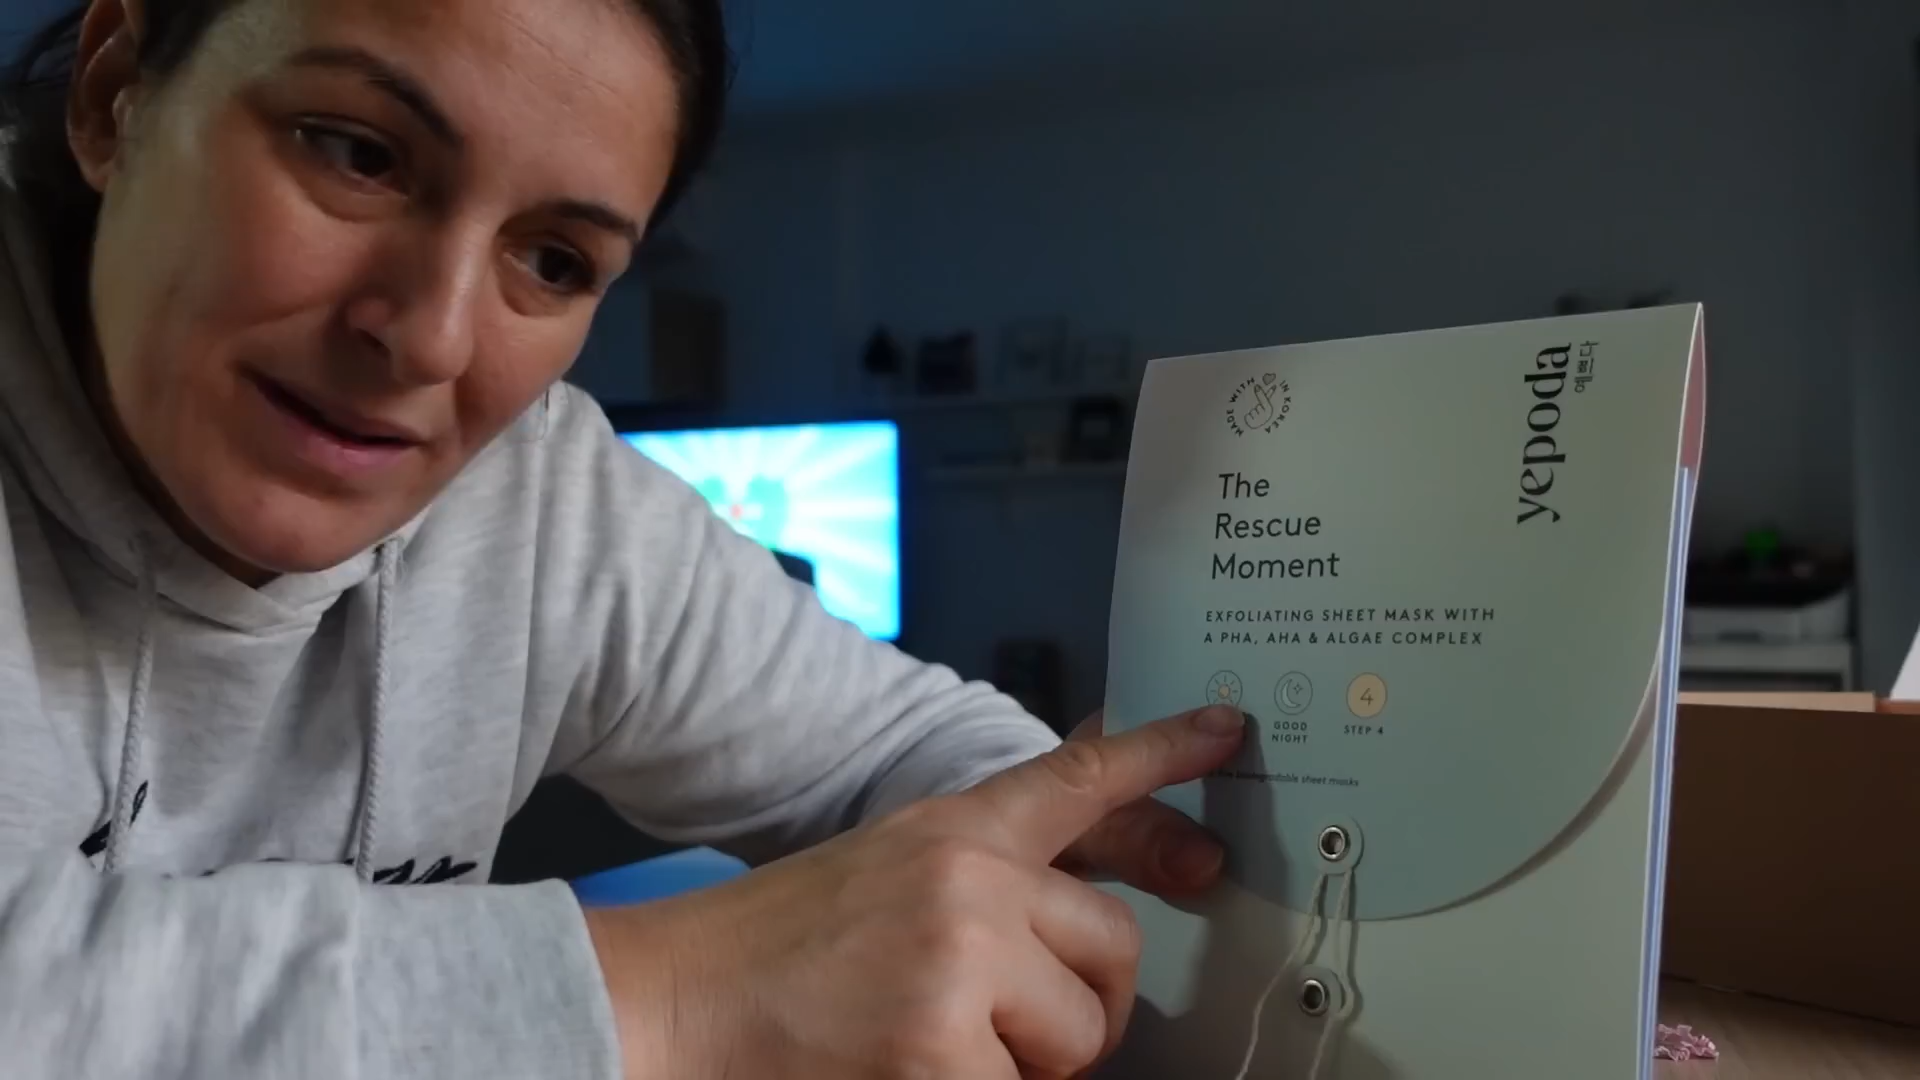 MADE WITH IN KOREA
yepoda
예쁘다
The
Rescue
Moment
EXFOLIATING SHEET MASK WITH
A PHA, AHA & ALGAE COMPLEX
4
GOOD
NIGHT
STEP 4
biodegradable sheet masks